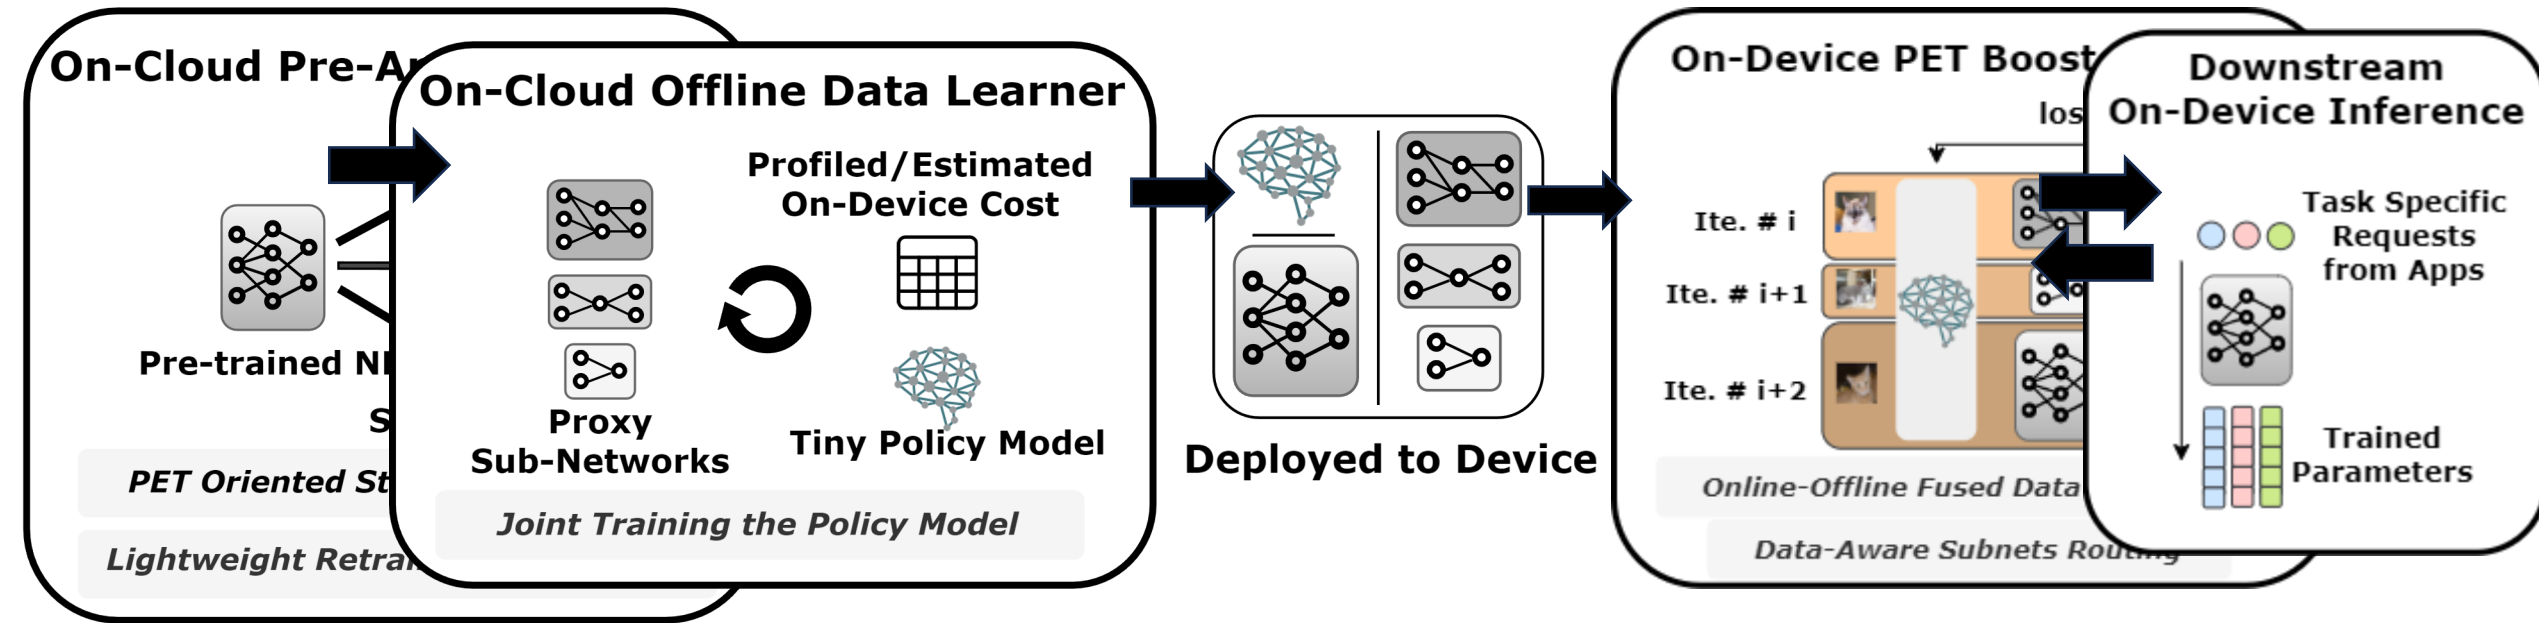 On-Cloud Pre-A
Pre-trained
S
PET Oriented St
Lightweight Retrai
On-Cloud Offline Data Learner
Profiled/Estimated
On-Device Cost
Proxy
Sub-Networks
Tiny Policy Model
Joint Training the Policy Model
Deployed to Device
On-Device PET Boost
los
Ite. # i
Ite. # i+1
Ite. # i+2
Online-Offline Fused Data
Data-Aware Subnets Routing
Downstream
On-Device Inference
Task Specific
Requests
from Apps
Trained
Parameters